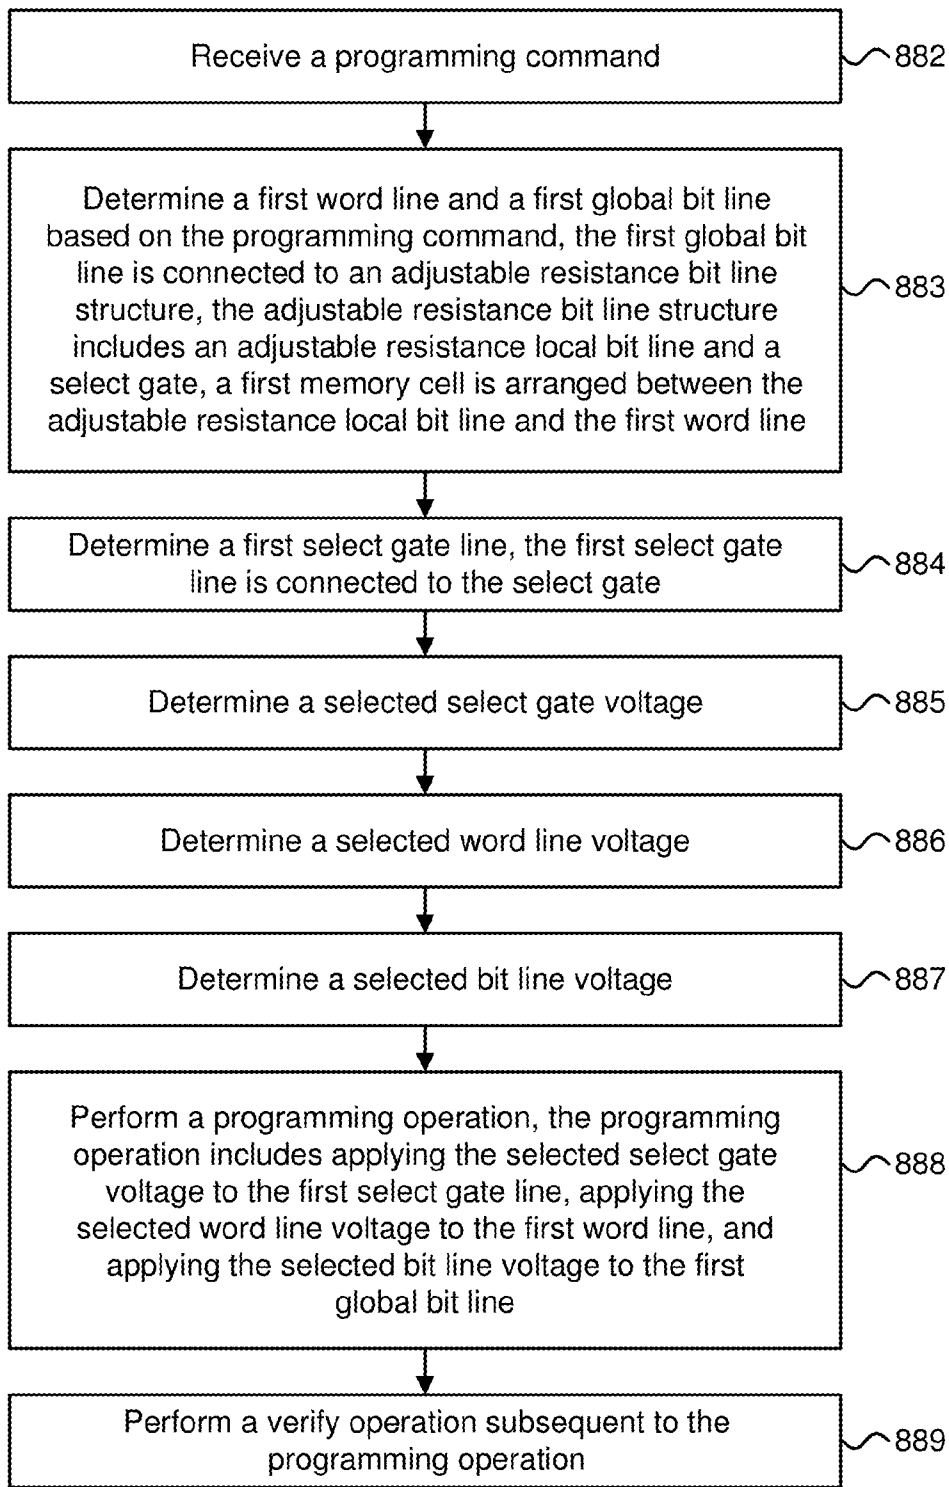 Receive a programming command
882
Determine a first word line and a first global bit line
based on the programming command, the first global bit
line is connected to an adjustable resistance bit line
structure, the adjustable resistance bit line structure
includes an adjustable resistance local bit line and a
select gate, a first memory cell is arranged between the
adjustable resistance local bit line and the first word line
883
Determine a first select gate line, the first select gate
line is connected to the select gate
884
Determine a selected select gate voltage
885
Determine a selected word line voltage
886
Determine a selected bit line voltage
887
Perform a programming operation, the programming
operation includes applying the selected select gate
voltage to the first select gate line, applying the
selected word line voltage to the first word line, and
applying the selected bit line voltage to the first
global bit line
888
Perform a verify operation subsequent to the
programming operation
889